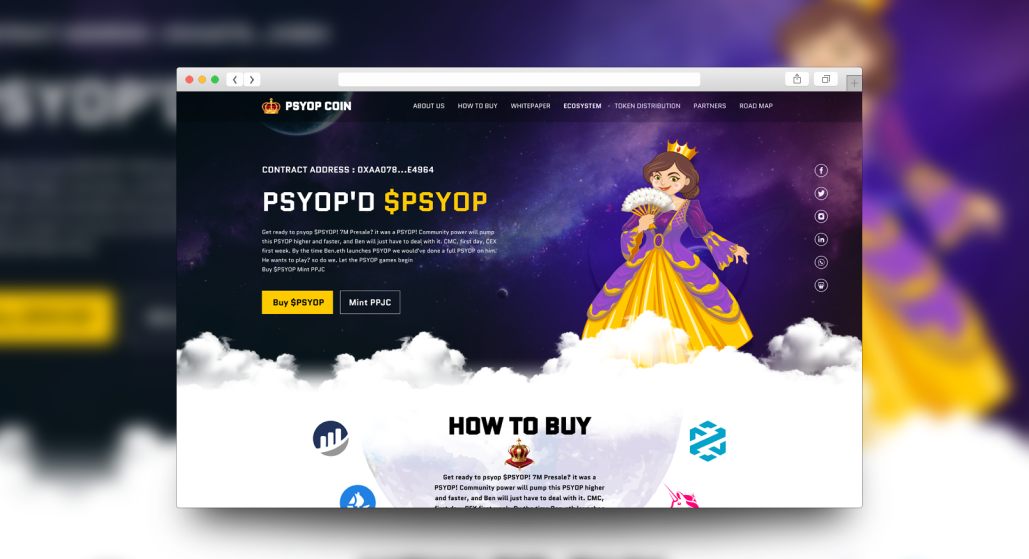 PSYOP COIN
ABOUT US HOW TO BUY WHITEPAPER ECOSYSTEM - TOKEN DISTRIBUTION PARTNERS ROAD MAP
CONTRACT ADDRESS : 0XAA078...E4964
PSYOP'D $PSYOP
Get ready to psyop $PSYOP! 7M Presale? it was a PSYOP! Community power will pump
this PSYOP higher and faster, and Ben will just have to deal with it. CMC, first day, CEX
first week. By the time Ben.eth launches PSYOP we would've done a full PSYOP on him.
He wants to play? so do we. Let the PSYOP games begin
Buy $PSYOP Mint PPJC
Buy $PSYOP Mint PPJC
HOW TO BUY
Get ready to psyop $PSYOP! 7M Presale? it was a
PSYOP! Community power will pump this PSYOP higher
and faster, and Ben will just have to deal with it. CMC,